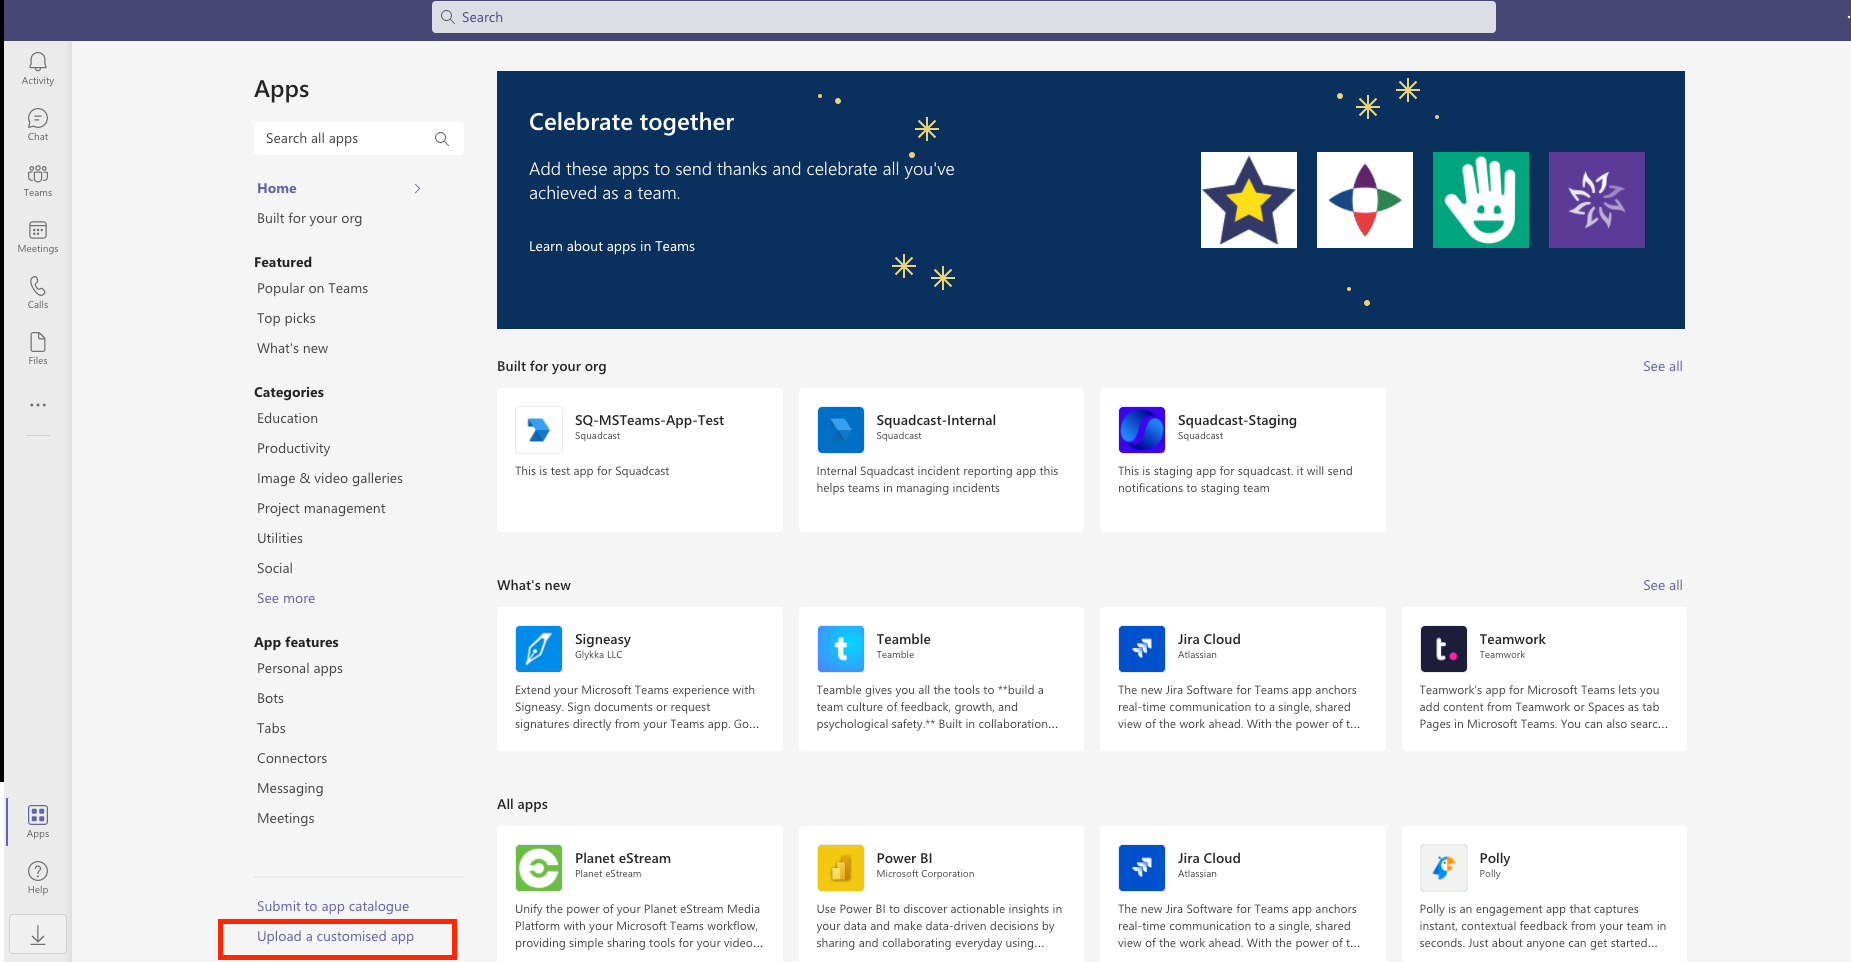 Search
Activity
Chat
Teams
Meetings
Calls
Files
Apps
Help
Apps
Search all apps
Home
Built for your org
Featured
Popular on Teams
Top picks
What's new
Categories
Education
Productivity
Image & video galleries
Project management
Utilities
Social
See more
App features
Personal apps
Bots
Tabs
Connectors
Messaging
Meetings
Submit to app catalogue
Upload a customised app
Celebrate together
Add these apps to send thanks and celebrate all you've
achieved as a team.
Learn about apps in Teams
Built for your org
See all
SQ-MSTeams-App-Test
Squadcast
This is test app for Squadcast
Squadcast-Internal
Squadcast
Internal Squadcast incident reporting app this
helps teams in managing incidents
Squadcast-Staging
Squadcast
This is staging app for squadcast. it will send
notifications to staging team
What's new
See all
Signeasy
Glykka LLC
Extend your Microsoft Teams experience with
Signeasy. Sign documents or request
signatures directly from your Teams app. Go...
t
Teamble
Teamble
Teamble gives you all the tools to **build a
team culture of feedback, growth, and
psychological safety.** Built in collaboration...
Jira Cloud
Atlassian
The new Jira Software for Teams app anchors
real-time communication to a single, shared
view of the work ahead. With the power of t...
t.
Teamwork
Teamwork
Teamwork's app for Microsoft Teams lets you
add content from Teamwork or Spaces as tab
Pages in Microsoft Teams. You can also searc...
All apps
Planet eStream
Planet eStream
Unify the power of your Planet eStream Media
Platform with your Microsoft Teams workflow,
providing simple sharing tools for your video...
Power BI
Microsoft Corporation
Use Power BI to discover actionable insights in
your data and make data-driven decisions by
sharing and collaborating everyday using...
Jira Cloud
Atlassian
The new Jira Software for Teams app anchors
real-time communication to a single, shared
view of the work ahead. With the power of t...
Polly
Polly
Polly is an engagement app that captures
instant, contextual feedback from your team in
seconds. Just about anyone can get started...